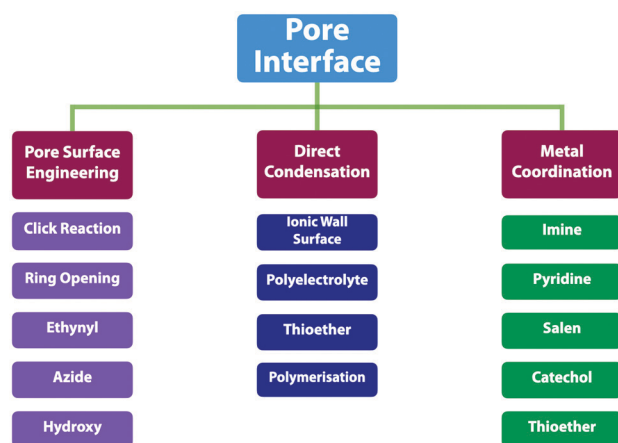 Pore
Interface
Pore Surface
Engineering
Click Reaction
Ring Opening
Ethynyl
Azide
Hydroxy
Direct
Condensation
Ionic Wall
Surface
Polyelectrolyte
Thioether
Polymerisation
Metal
Coordination
Imine
Pyridine
Salen
Catechol
Thioether